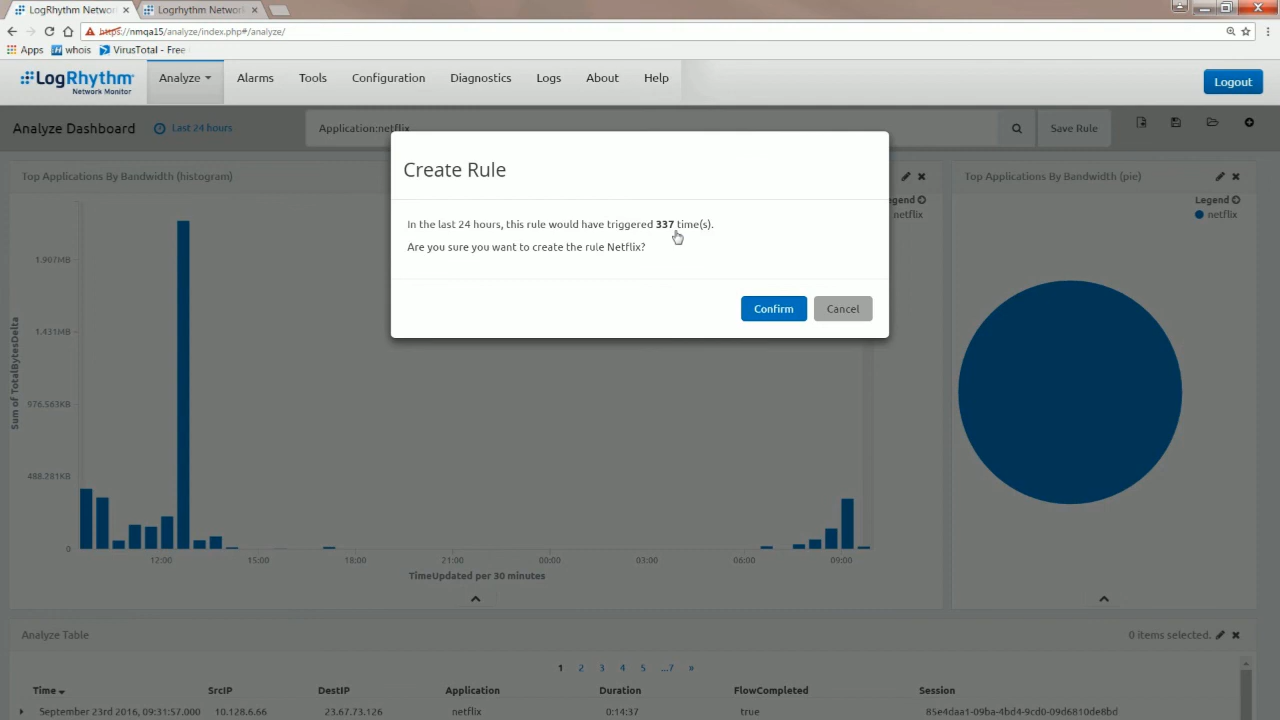 LogRhythm Network M
Logrhythm Network
https://nmqa15/analyze/index.php#/analyze/
Apps whois VirusTotal - Free
LogRhythm
Network Monitor
Analyze Alarms Tools Configuration Diagnostics Logs About Help
Logout
Analyze Dashboard Last 24 hours Application:netflix Save Rule
Create Rule
In the last 24 hours, this rule would have triggered 337 time(s).
Are you sure you want to create the rule Netflix?
Confirm Cancel
Top Applications By Bandwidth (histogram)
egend
netflix
Sum of TotalBytesDelta
1.907MB
1.431MB
976.563KB
488.281KB
0
12:00 15:00 18:00 21:00 00:00 03:00 06:00 09:00
TimeUpdated per 30 minutes
Top Applications By Bandwidth (pie)
Legend
netflix
Analyze Table 0 items selected.
1 2 3 4 5 ...7 »
Time SrcIP DestIP Application Duration FlowCompleted Session
September 23rd 2016, 09:31:57.000 10.128.6.66 23.67.73.126 netflix 0:14:37 true 85e4daa1-09ba-4bd4-9cd0-09d6810de8bd